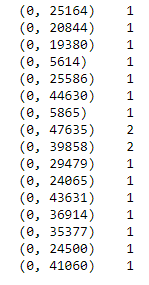 (0, 25164) 1
(0, 20844) 1
(0, 19380) 1
(0, 5614) 1
(0, 25586) 1
(0, 44630) 1
(0, 5865) 1
(0, 47635) 2
(0, 39858) 2
(0, 29479) 1
(0, 24065) 1
(0, 43631) 1
(0, 36914) 1
(0, 35377) 1
(0, 24500) 1
(0, 41060) 1